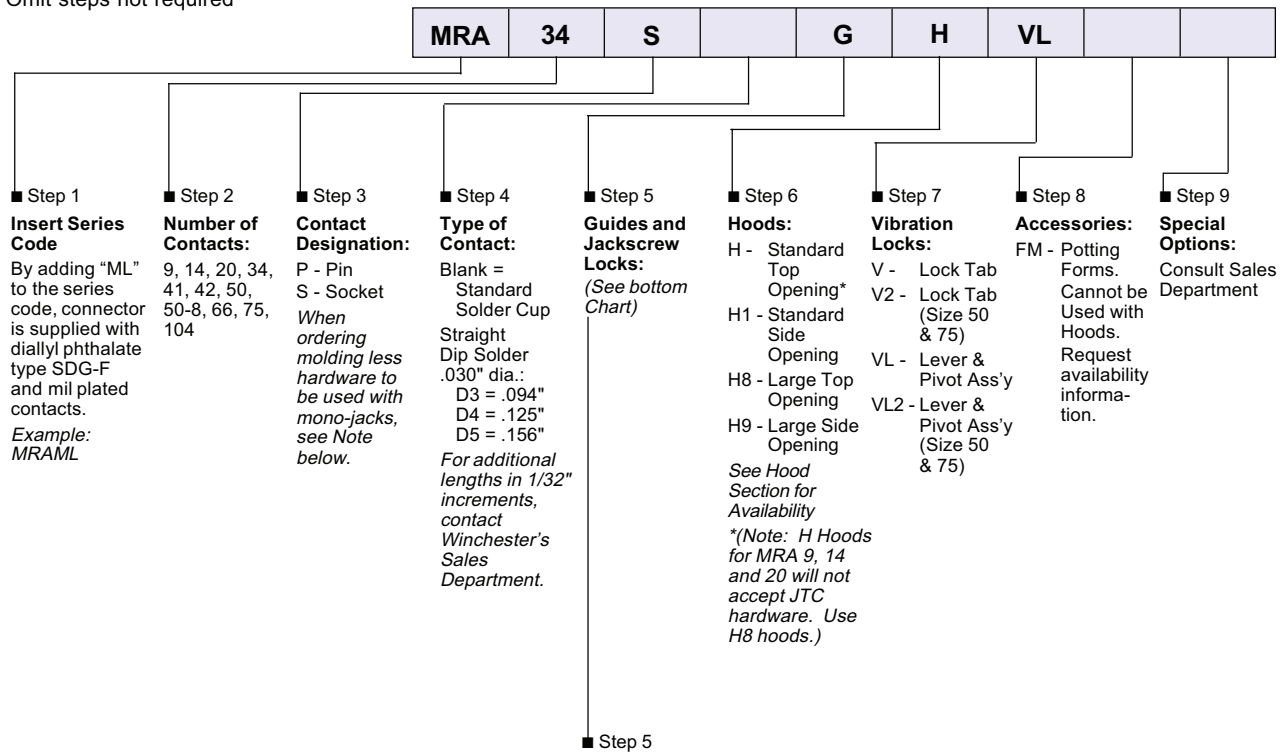 Omit steps not required
MRA 34 S G H VL
■ Step 1
Insert Series
Code
By adding "ML"
to the series
code, connector
is supplied with
diallyl phthalate
type SDG-F
and mil plated
contacts.
Example:
MRAML
■ Step 2
Number of
Contacts:
9, 14, 20, 34,
41, 42, 50,
50-8, 66, 75,
104
■ Step 3
Contact
Designation:
P - Pin
S - Socket
When
ordering
molding less
hardware to
be used with
mono-jacks,
see Note
below.
■ Step 4
Type of
Contact:
Blank =
Standard
Solder Cup
Straight
Dip Solder
.030" dia.:
D3 = .094"
D4 = .125"
D5 = .156"
For additional
lengths in 1/32"
increments,
contact
Winchester's
Sales
Department.
■ Step 5
Guides and
Jackscrew
Locks:
(See bottom
Chart)
■ Step 6
Hoods:
H - Standard
Top
Opening*
H1 - Standard
Side
Opening
H8 - Large Top
Opening
H9 - Large Side
Opening
See Hood
Section for
Availability
*(Note: H Hoods
for MRA 9, 14
and 20 will not
accept JTC
hardware. Use
H8 hoods.)
■ Step 7
Vibration
Locks:
V - Lock Tab
V2 - Lock Tab
(Size 50
& 75)
VL - Lever &
Pivot Ass'y
VL2 - Lever &
Pivot Ass'y
(Size 50
& 75)
■ Step 8
Accessories:
FM - Potting
Forms.
Cannot be
Used with
Hoods.
Request
availability
informa-
tion.
■ Step 9
Special
Options:
Consult Sales
Department
■ Step 5